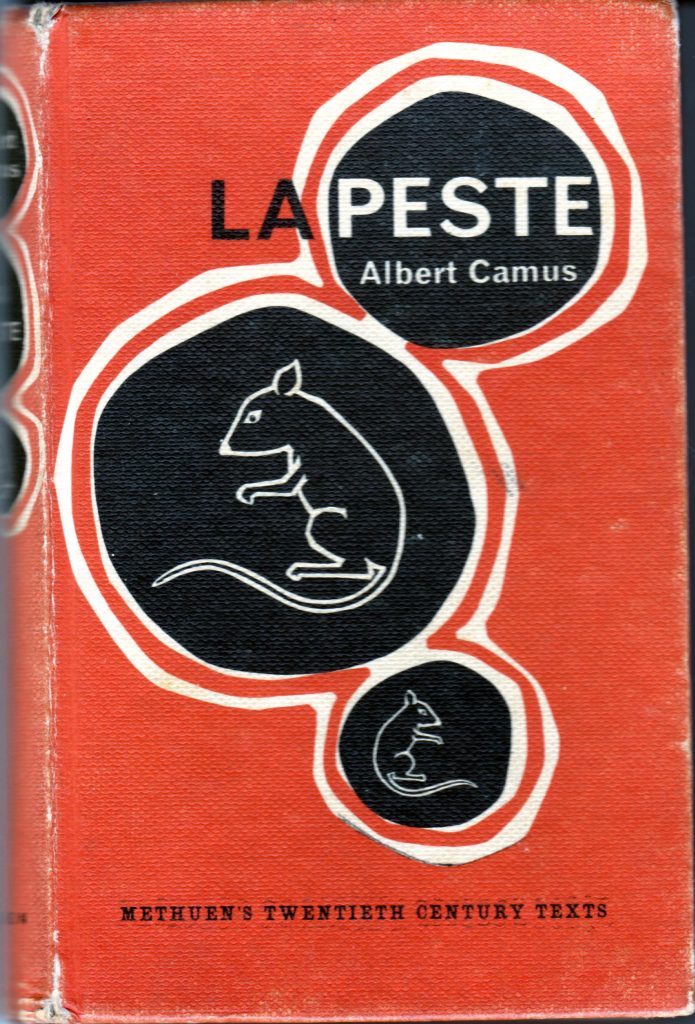 LA PESTE
Albert Camus
METHUEN'S TWENTIETH CENTURY TEXTS